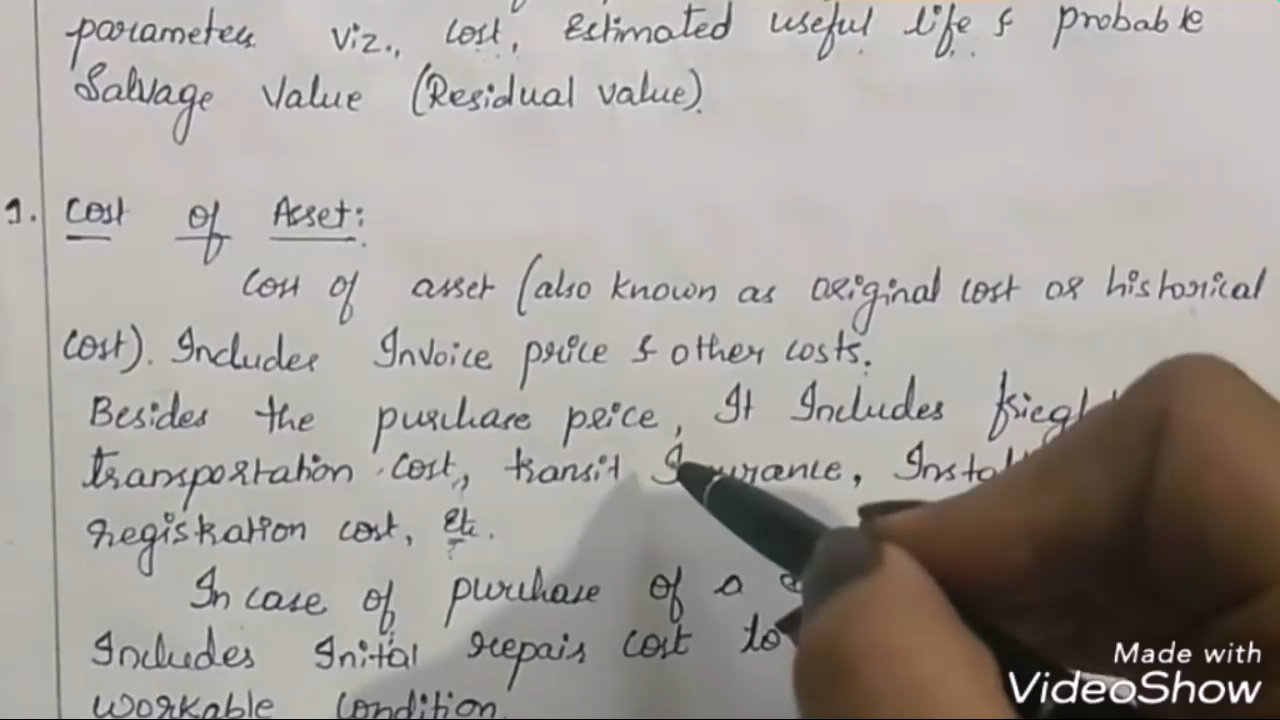 parameters viz., cost, Estimated useful life & probable
Salvage Value (Residual value).
1. Cost of Asset:
Cost of asset (also known as original cost or historical
cost). Includes Invoice price & other costs.
Besides the purchase price, It Includes
transportation cost, transit Insurance,
registration cost, Etc.
In case of purchase of a
Includes Initial repairs cost to
workable condition.
Made with
VideoShow